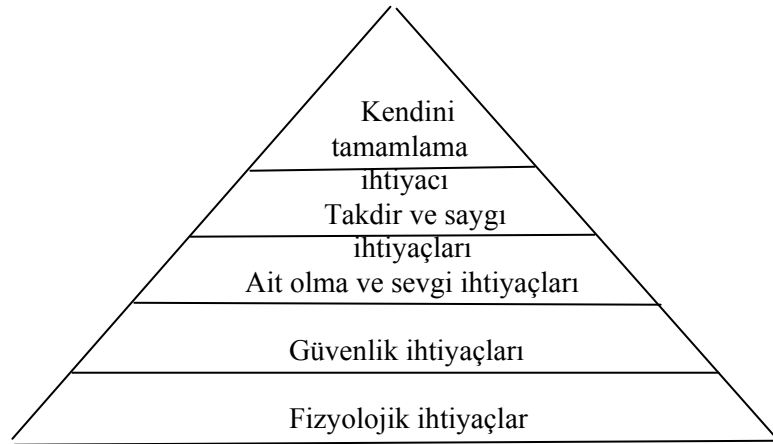 Kendini
tamamlama
ihtiyacı
Takdir ve saygı
ihtiyaçları
Ait olma ve sevgi ihtiyaçları
Güvenlik ihtiyaçları
Fizyolojik ihtiyaçlar